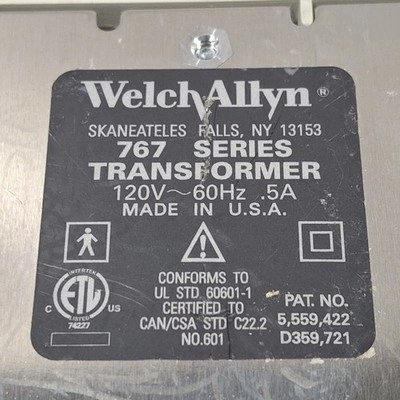 WelchAllyn ®
SKANEATELES FALLS, NY 13153
767 SERIES
TRANSFORMER
120V~60Hz .5A
MADE IN U.S.A.
CONFORMS TO
UL STD 60601-1
CERTIFIED TO
CAN/CSA STD C22.2
NO.601
INTERTEK
C ETL US
LISTED
74227
PAT. NO.
5,559,422
D359,721